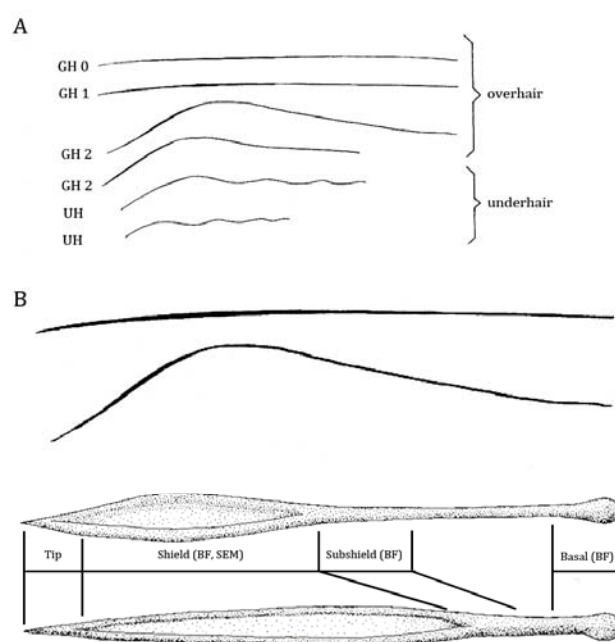 A
GH 0
GH 1
GH 2
GH 2
UH
UH
overhair
underhair
B
Tip
Shield (BF, SEM)
Subshield (BF)
Basal (BF)